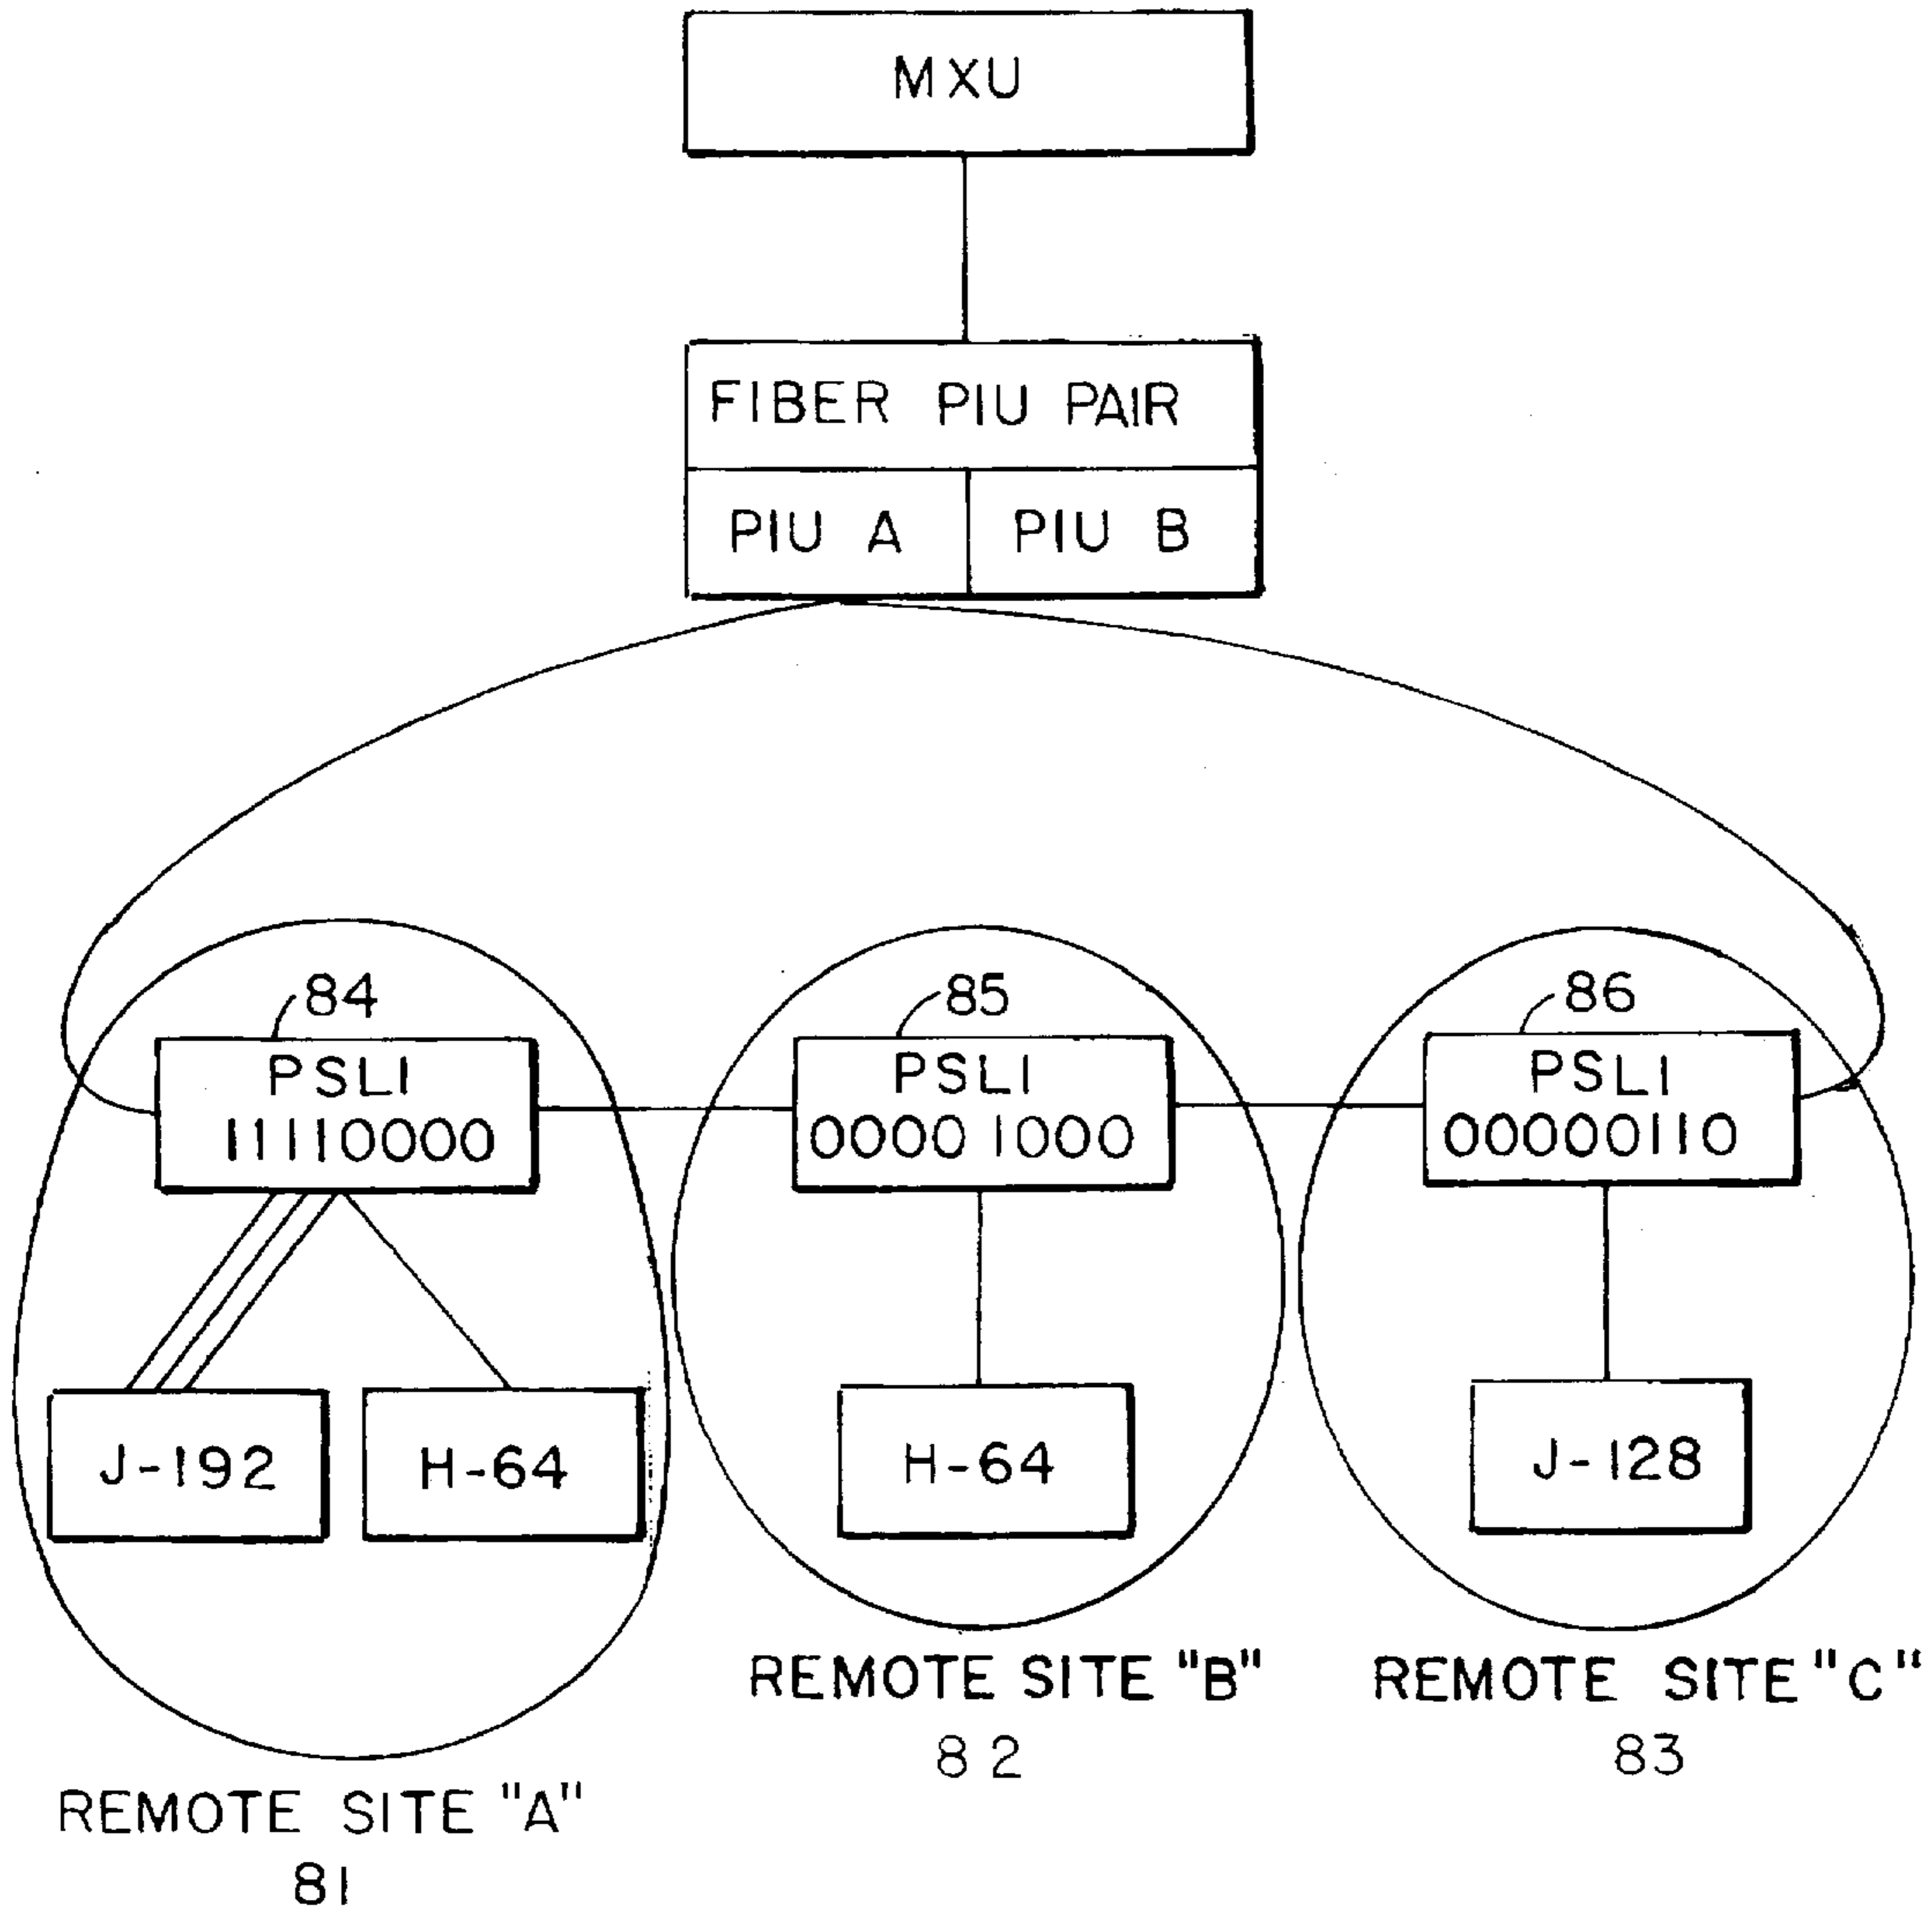 MXU
FIBER PIU PAIR
PIU A
PIU B
84
PSLI
11110000
85
PSLI
00001000
86
PSLI
00000110
J-192
H-64
H-64
J-128
REMOTE SITE "A"
81
REMOTE SITE "B"
82
REMOTE SITE "C"
83